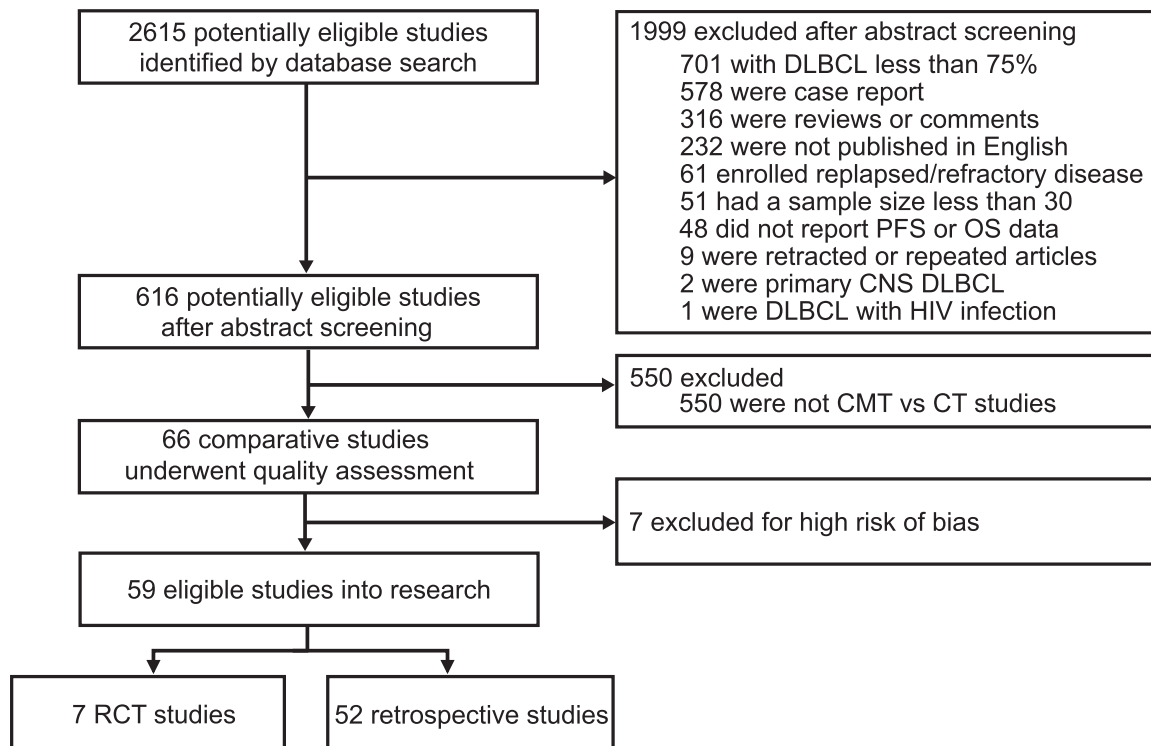 2615 potentially eligible studies
identified by database search
1999 excluded after abstract screening
701 with DLBCL less than 75%
578 were case report
316 were reviews or comments
232 were not published in English
61 enrolled replapsed/refractory disease
51 had a sample size less than 30
48 did not report PFS or OS data
9 were retracted or repeated articles
2 were primary CNS DLBCL
1 were DLBCL with HIV infection
616 potentially eligible studies
after abstract screening
550 excluded
550 were not CMT vs CT studies
66 comparative studies
underwent quality assessment
7 excluded for high risk of bias
59 eligible studies into research
7 RCT studies
52 retrospective studies